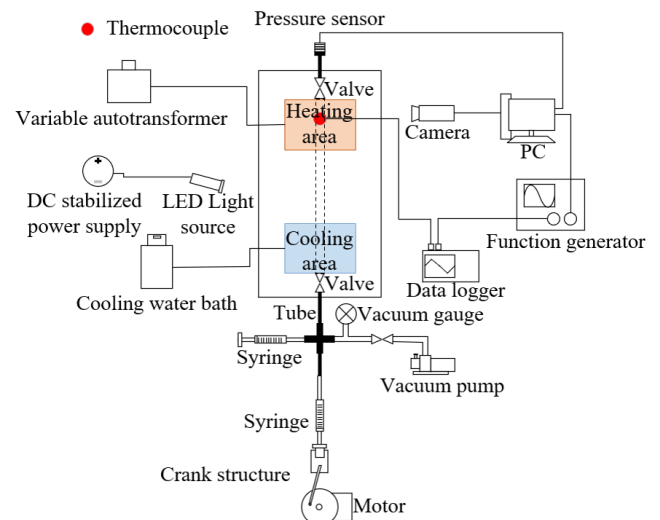 Pressure sensor
Thermocouple
Valve
Heating
area
Variable autotransformer
Camera
PC
DC stabilized
power supply
LED Light
source
Function generator
Cooling
area
Cooling water bath
Valve
Data logger
Tube
Vacuum gauge
Syringe
Vacuum pump
Syringe
Crank structure
Motor